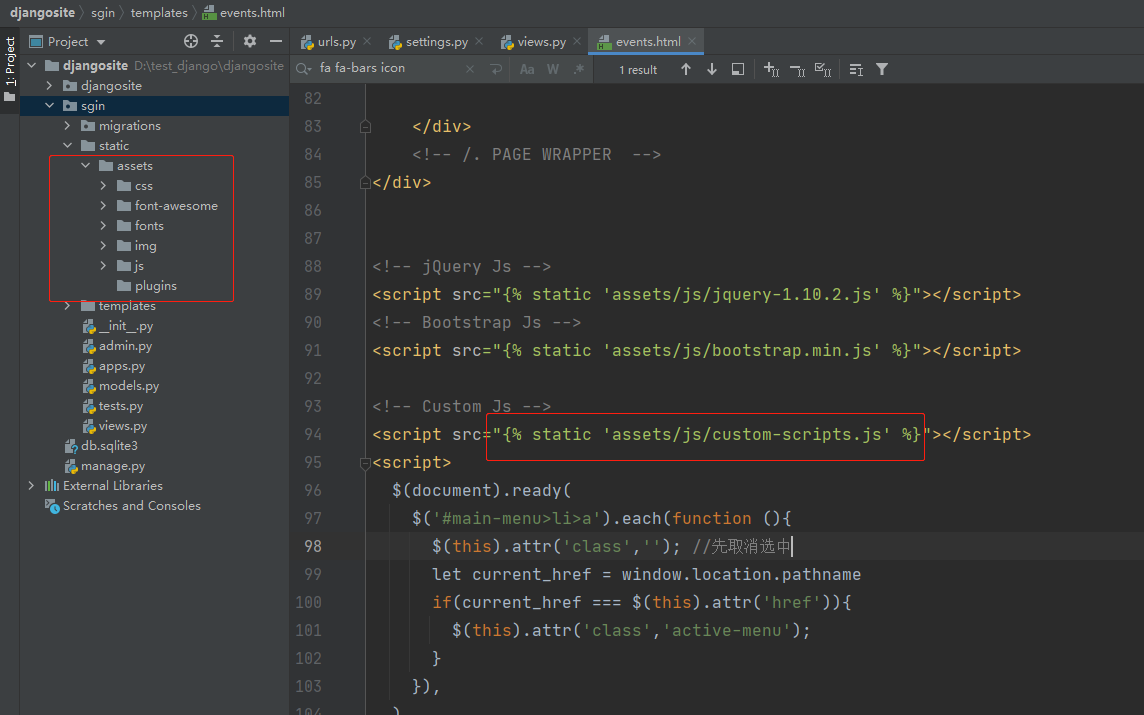 djangosite sgin templates events.html
1: Project
Project
urls.py settings.py views.py events.html
fa fa-bars icon Aa W .* 1 result
djangosite D:\test_django\djangosite
djangosite
sgin
migrations
static
assets
css
font-awesome
fonts
img
js
plugins
templates
__init__.py
admin.py
apps.py
models.py
tests.py
views.py
db.sqlite3
manage.py
External Libraries
Scratches and Consoles
82
83 </div>
84 <!-- /. PAGE WRAPPER  -->
85 </div>
86
87
88 <!-- jQuery Js -->
89 <script src="{% static 'assets/js/jquery-1.10.2.js' %}"></script>
90 <!-- Bootstrap Js -->
91 <script src="{% static 'assets/js/bootstrap.min.js' %}"></script>
92
93 <!-- Custom Js -->
94 <script src="{% static 'assets/js/custom-scripts.js' %}"></script>
95 <script>
96 $(document).ready(
97 $('#main-menu>li>a').each(function (){
98 $(this).attr('class',''); //先取消选中
99 let current_href = window.location.pathname
100 if(current_href === $(this).attr('href')){
101 $(this).attr('class','active-menu');
102 }
103 }),
104 )